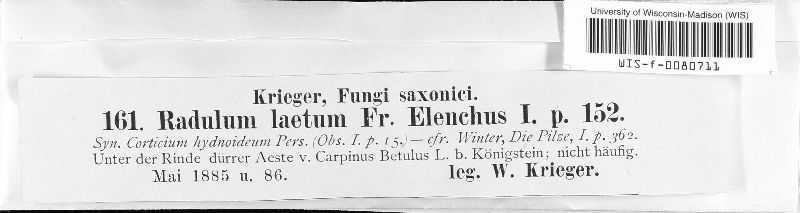 University of Wisconsin-Madison (WIS)
WIS-f-0080711
Krieger, Fungi saxonici.
161. Radulum laetum Fr. Elenchus I. p. 152.
Syn. Corticium hydnoideum Pers. (Obs. I. p. 15.) — cfr. Winter, Die Pilze, I. p. 362.
Unter der Rinde dürrer Aeste v. Carpinus Betulus L. b. Königstein; nicht häufig.
Mai 1885 u. 86. leg. W. Krieger.